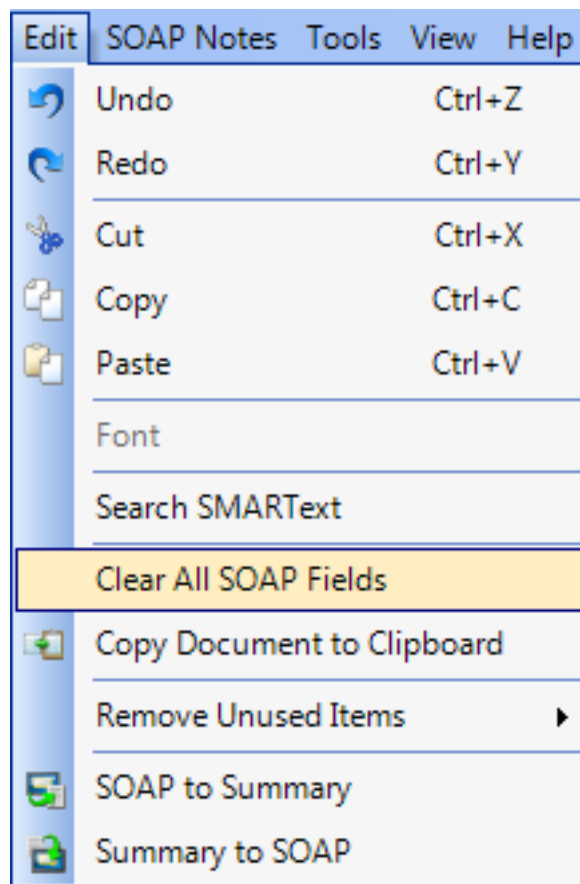 Edit SOAP Notes Tools View Help
Undo Ctrl+Z
Redo Ctrl+Y
Cut Ctrl+X
Copy Ctrl+C
Paste Ctrl+V
Font
Search SMARText
Clear All SOAP Fields
Copy Document to Clipboard
Remove Unused Items
SOAP to Summary
Summary to SOAP